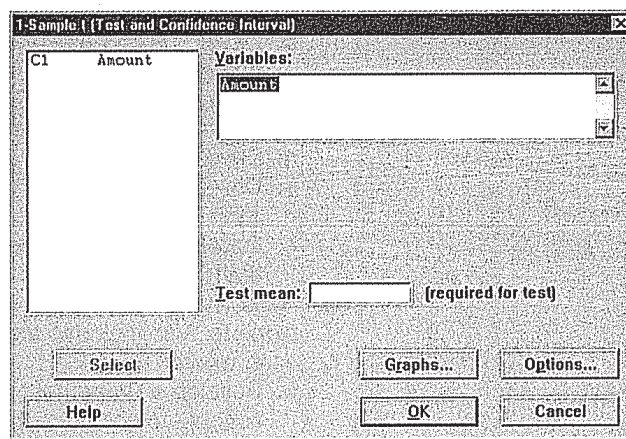 1-Sample t (Test and Confidence Interval)
C1 Amount
Variables:
Amount
Test mean: (required for test)
Select
Graphs...
Options...
Help
OK
Cancel